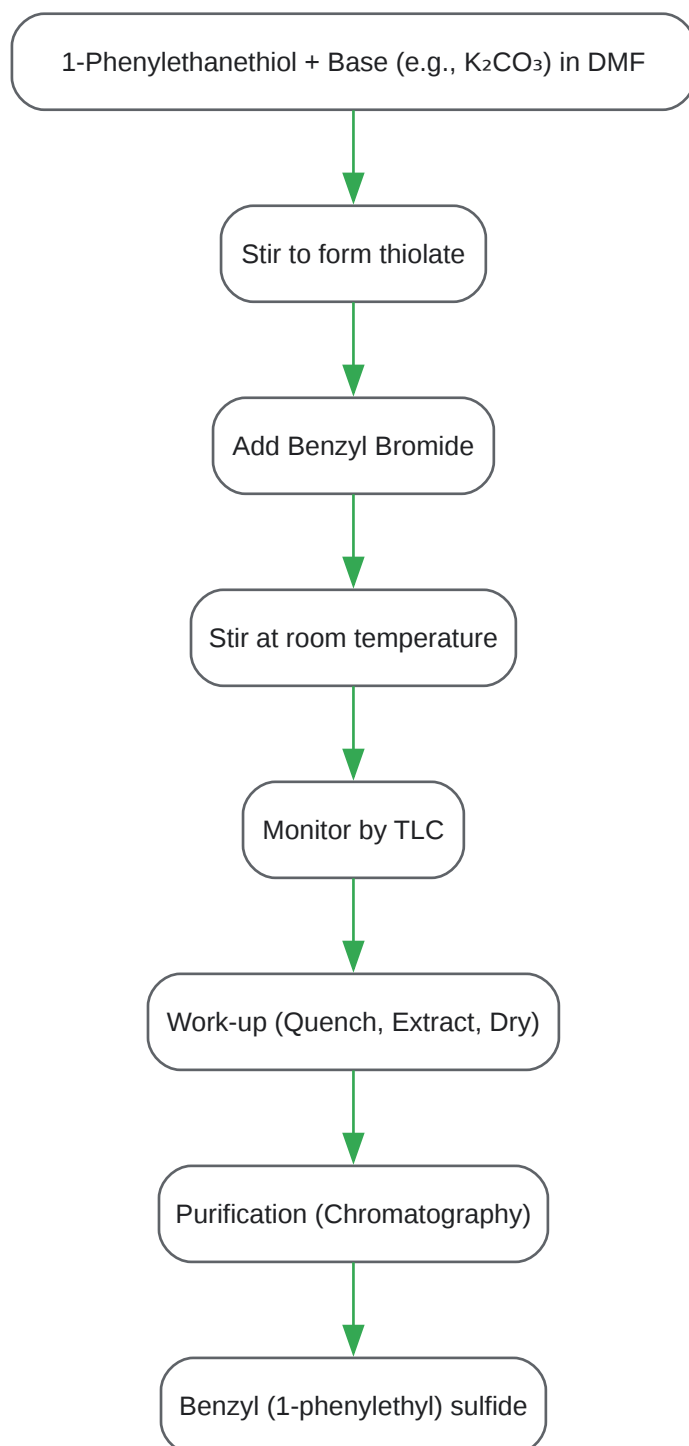 1-Phenylethanethiol + Base (e.g., K₂CO₃) in DMF
Stir to form thiolate
Add Benzyl Bromide
Stir at room temperature
Monitor by TLC
Work-up (Quench, Extract, Dry)
Purification (Chromatography)
Benzyl (1-phenylethyl) sulfide